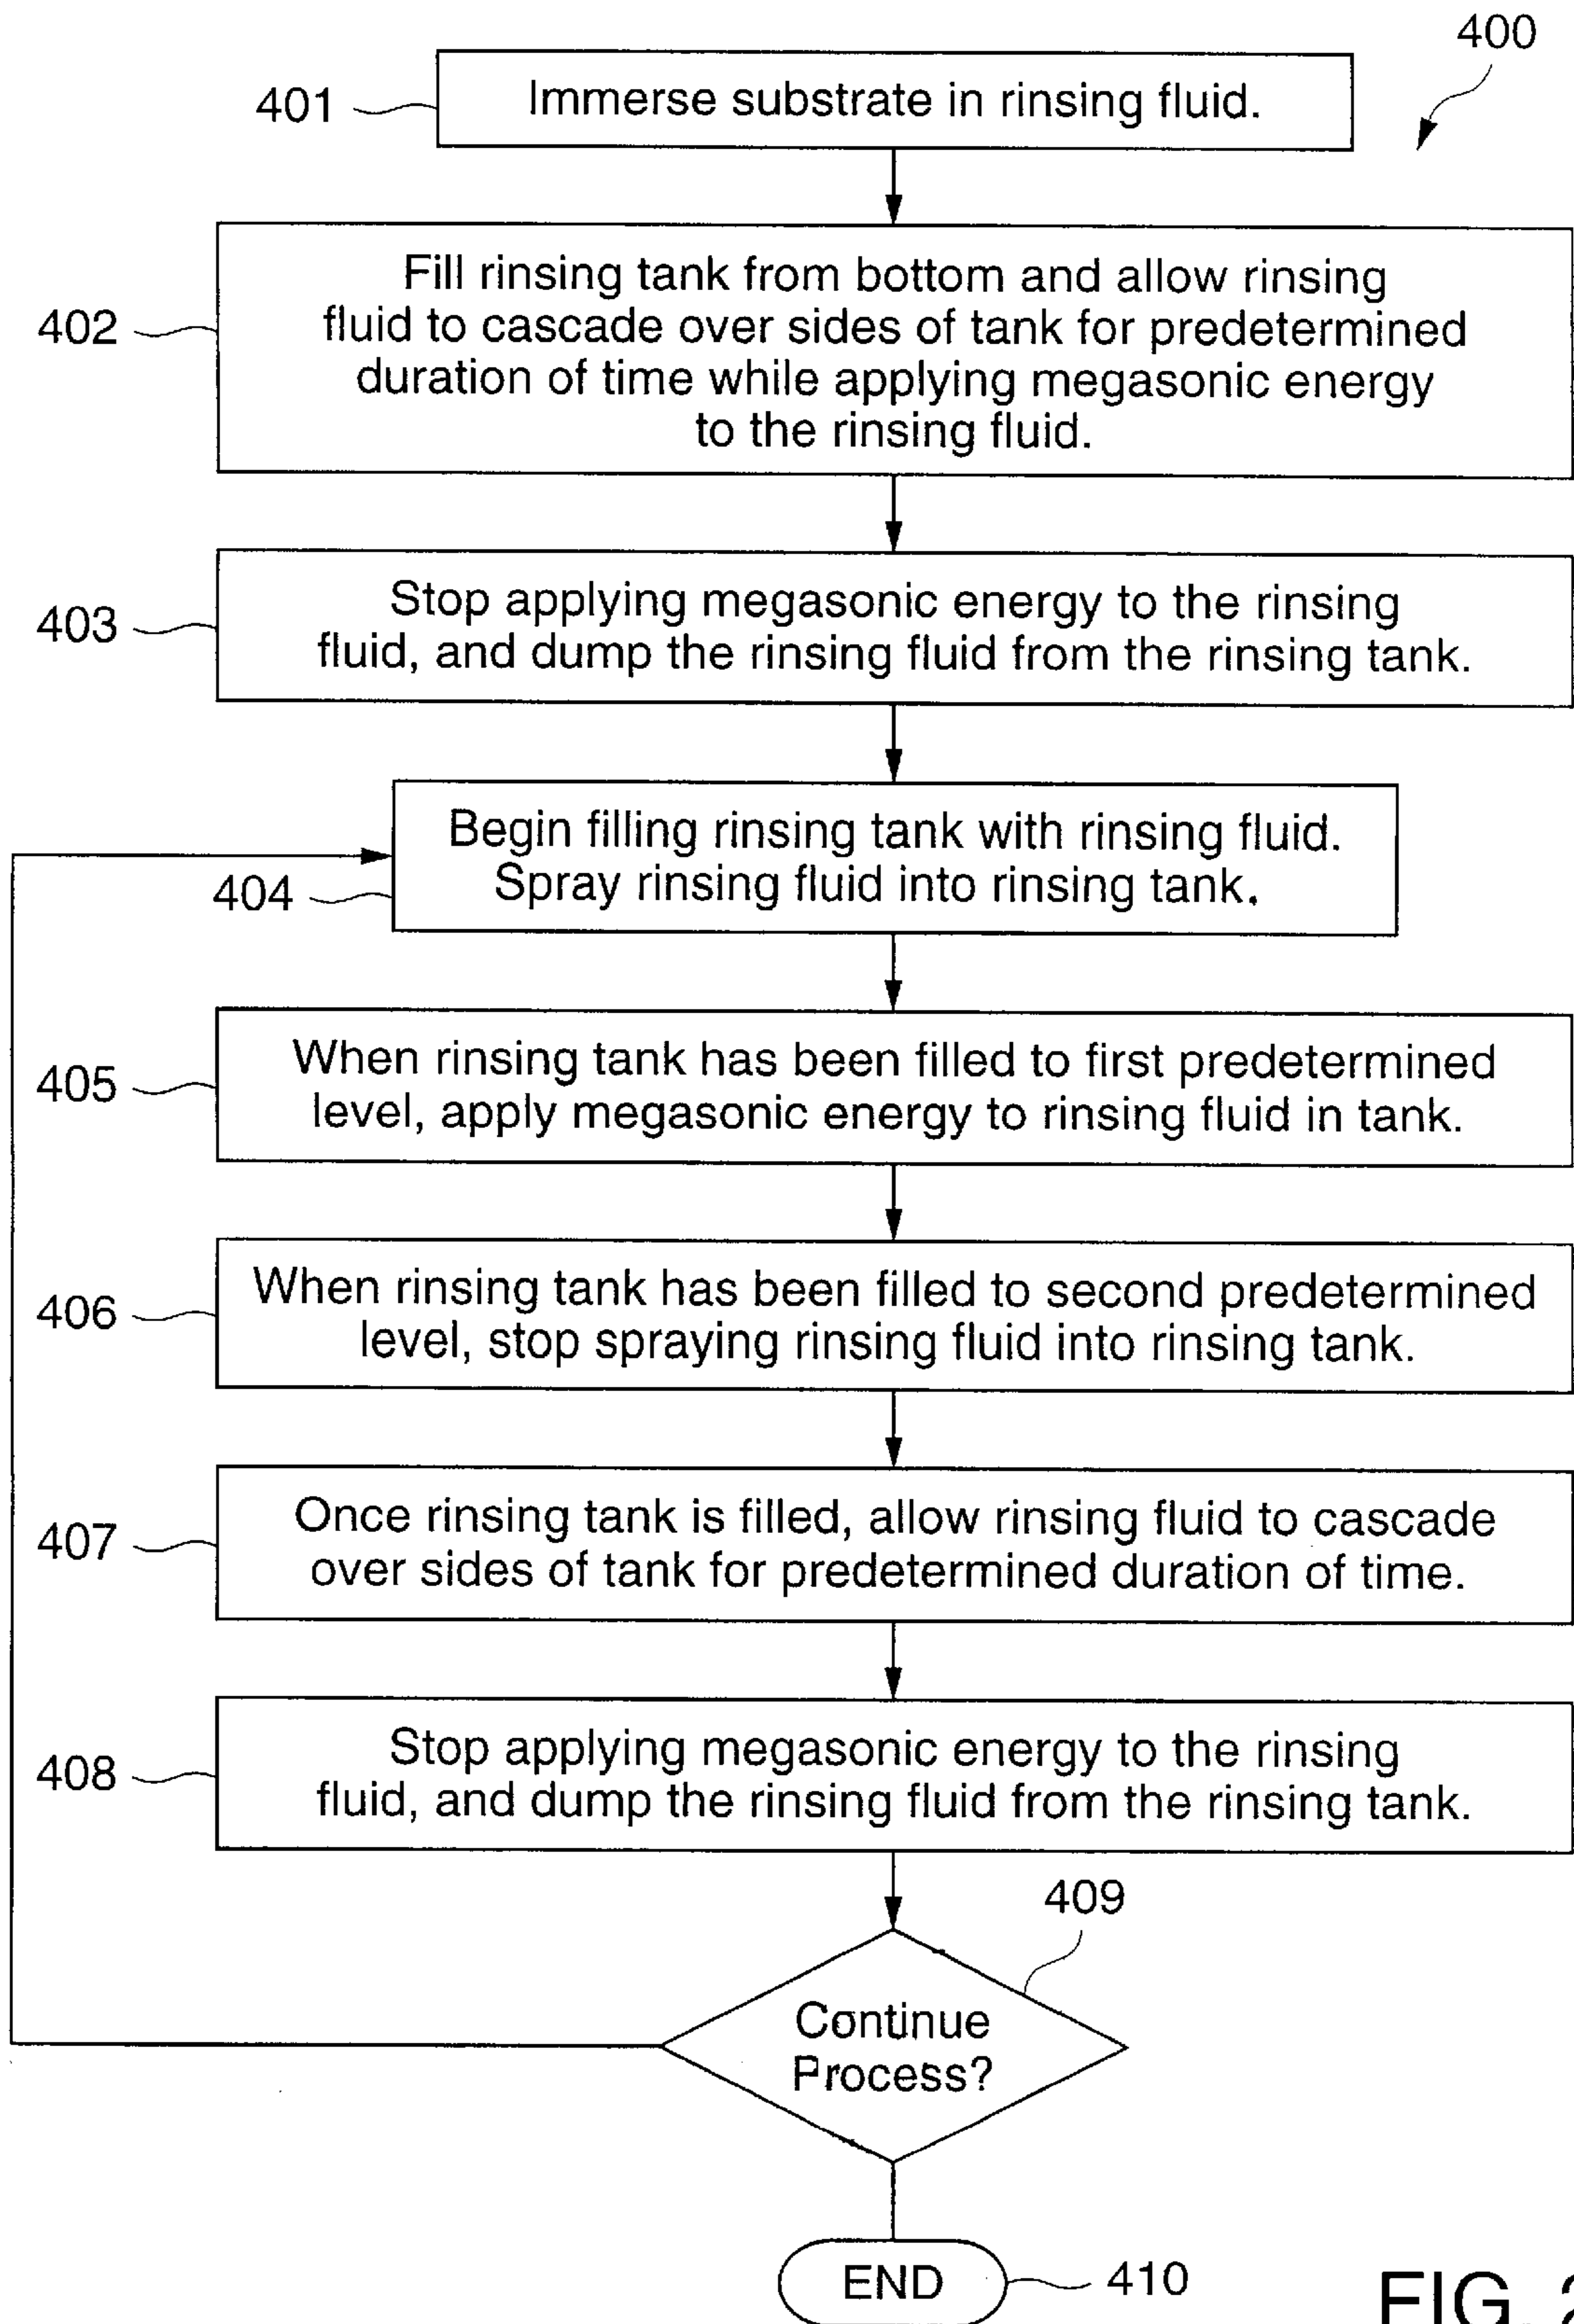 400
401
Immerse substrate in rinsing fluid.
402
Fill rinsing tank from bottom and allow rinsing
fluid to cascade over sides of tank for predetermined
duration of time while applying megasonic energy
to the rinsing fluid.
403
Stop applying megasonic energy to the rinsing
fluid, and dump the rinsing fluid from the rinsing tank.
404
Begin filling rinsing tank with rinsing fluid.
Spray rinsing fluid into rinsing tank.
405
When rinsing tank has been filled to first predetermined
level, apply megasonic energy to rinsing fluid in tank.
406
When rinsing tank has been filled to second predetermined
level, stop spraying rinsing fluid into rinsing tank.
407
Once rinsing tank is filled, allow rinsing fluid to cascade
over sides of tank for predetermined duration of time.
408
Stop applying megasonic energy to the rinsing
fluid, and dump the rinsing fluid from the rinsing tank.
409
Continue
Process?
END
410
FIG.